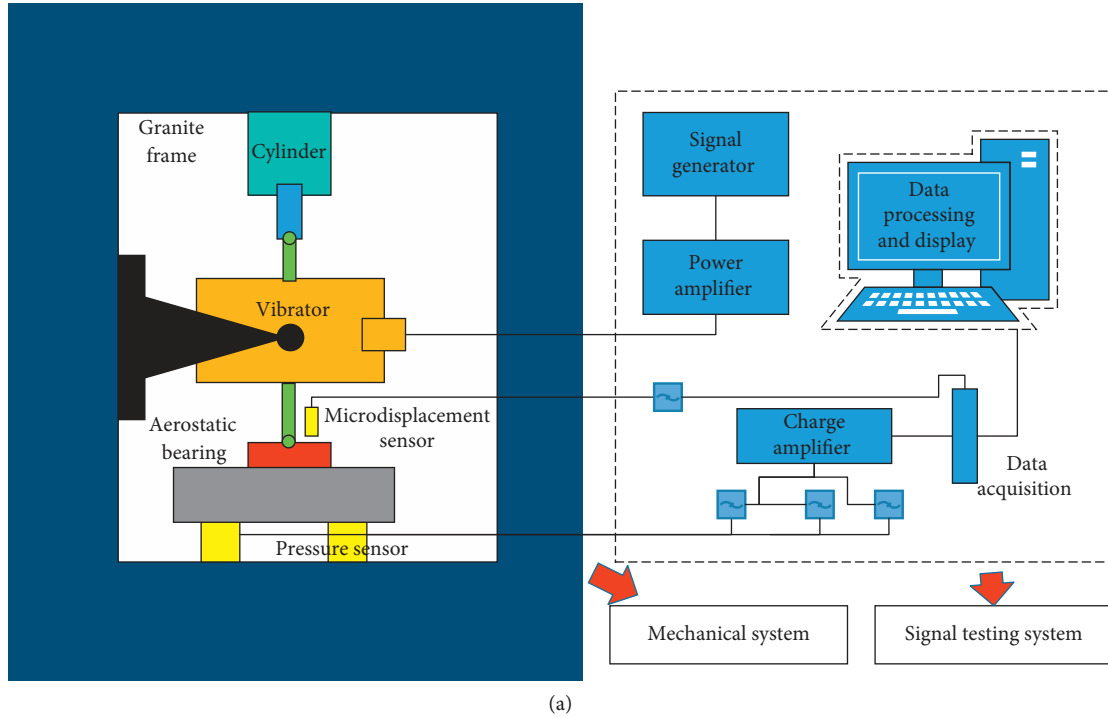 Granite
frame
Cylinder
Vibrator
Aerostatic
bearing
Microdisplacement
sensor
Pressure sensor
Signal
generator
Power
amplifier
Data
processing
and display
Charge
amplifier
Data
acquisition
Mechanical system
Signal testing system
(a)